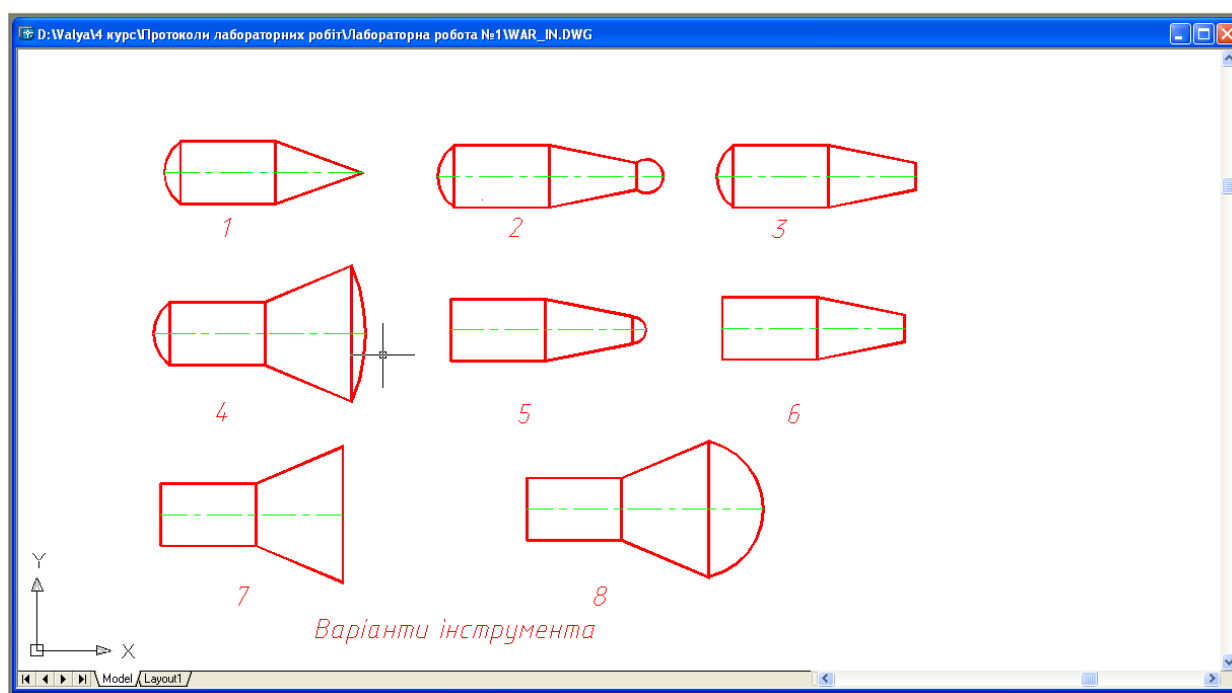 D:\Walya\4 курс\Протоколи лабораторних робіт\Лабораторна робота №1\WAR_IN.DWG
1
2
3
4
5
6
7
8
Варіанти інструмента
Y
X
Model
Layout1